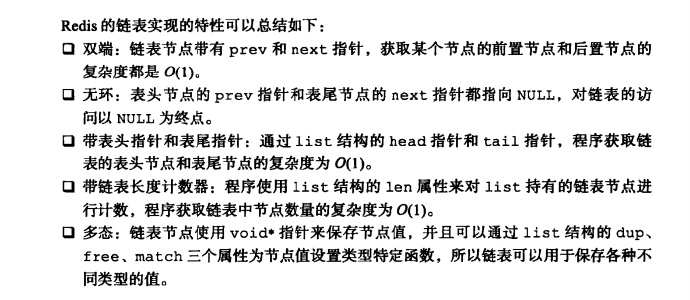 Redis 的链表实现的特性可以总结如下：
❑ 双端：链表节点带有 prev 和 next 指针，获取某个节点的前置节点和后置节点的
复杂度都是 O(1)。
❑ 无环：表头节点的 prev 指针和表尾节点的 next 指针都指向 NULL，对链表的访
问以 NULL 为终点。
❑ 带表头指针和表尾指针：通过 list 结构的 head 指针和 tail 指针，程序获取链
表的表头节点和表尾节点的复杂度为 O(1)。
❑ 带链表长度计数器：程序使用 list 结构的 len 属性来对 list 持有的链表节点进
行计数，程序获取链表中节点数量的复杂度为 O(1)。
❑ 多态：链表节点使用 void* 指针来保存节点值，并且可以通过 list 结构的 dup、
free、match 三个属性为节点值设置类型特定函数，所以链表可以用于保存各种不
同类型的值。